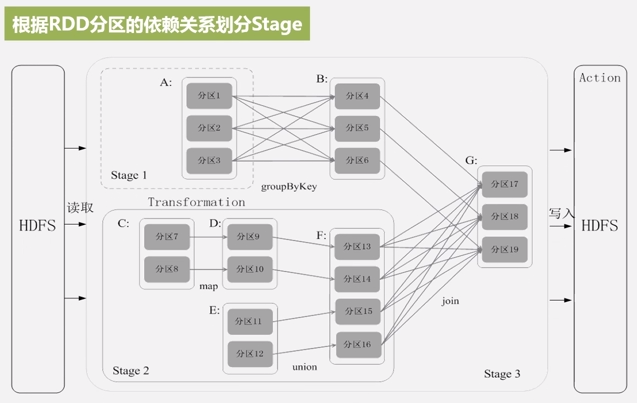 根据RDD分区的依赖关系划分Stage
HDFS
读取
A:
分区1
分区2
分区3
Stage 1
groupByKey
B:
分区4
分区5
分区6
Transformation
C:
分区7
分区8
map
D:
分区9
分区10
E:
分区11
分区12
union
F:
分区13
分区14
分区15
分区16
Stage 2
join
G:
分区17
分区18
分区19
Stage 3
写入
Action
HDFS